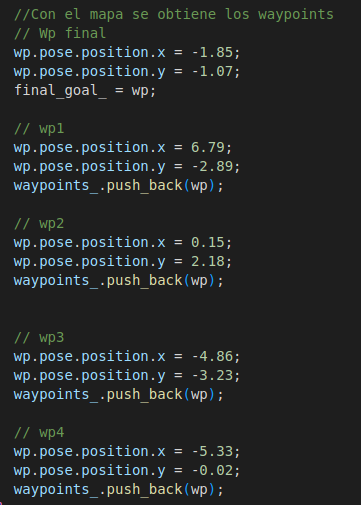 //Con el mapa se obtiene los waypoints
// Wp final
wp.pose.position.x = -1.85;
wp.pose.position.y = -1.07;
final_goal_ = wp;
// wp1
wp.pose.position.x = 6.79;
wp.pose.position.y = -2.89;
waypoints_.push_back(wp);
// wp2
wp.pose.position.x = 0.15;
wp.pose.position.y = 2.18;
waypoints_.push_back(wp);
// wp3
wp.pose.position.x = -4.86;
wp.pose.position.y = -3.23;
waypoints_.push_back(wp);
// wp4
wp.pose.position.x = -5.33;
wp.pose.position.y = -0.02;
waypoints_.push_back(wp);